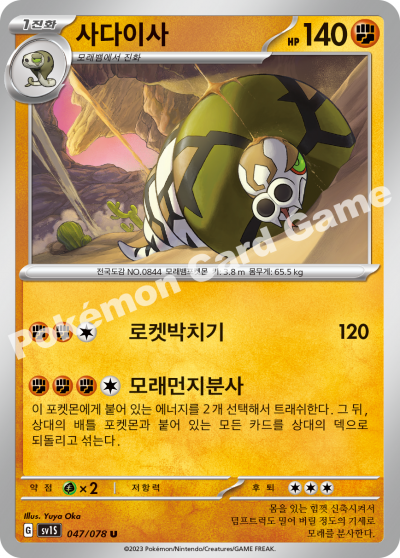 1진화
사다이사
HP 140
모래뱀에서 진화
전국도감 NO.0844 모래뱀포켓몬 키: 3.8 m 몸무게: 65.5 kg
로켓박치기 120
모래먼지분사
이 포켓몬에게 붙어 있는 에너지를 2개 선택해서 트래쉬한다. 그 뒤,
상대의 배틀 포켓몬과 붙어 있는 모든 카드를 상대의 덱으로
되돌리고 섞는다.
약점 ×2 저항력 후퇴
Illus. Yuya Oka
G sv1S 047/078 U
몸을 있는 힘껏 신축시켜서
덤프트럭도 떨어 버릴 정도의 기세로
모래를 분사한다.
©2023 Pokémon/Nintendo/Creatures/GAME FREAK.
Pokémon Card Game